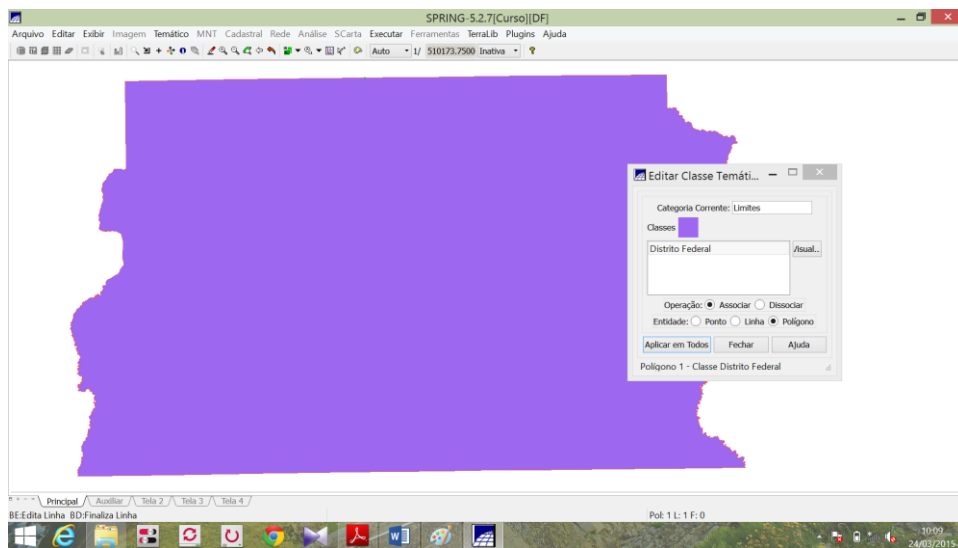 SPRING-5.2.7[Curso][DF]
Arquivo Editar Exibir Imagem Temático MNT Cadastral Rede Análise SCarta Executar Ferramentas TerraLib Plugins Ajuda
Auto 1/ 510173.7500 Inativa
Editar Classe Temáti...
Categoria Corrente: Limites
Classes
Distrito Federal
/isual..
Operação: Associar Dissociar
Entidade: Ponto Linha Polígono
Aplicar em Todos Fechar Ajuda
Polígono 1 - Classe Distrito Federal
Principal Auxiliar Tela 2 Tela 3 Tela 4
BE:Edita Linha BD:Finaliza Linha Pol: 1 L: 1 F: 0
10:09
24/03/2015